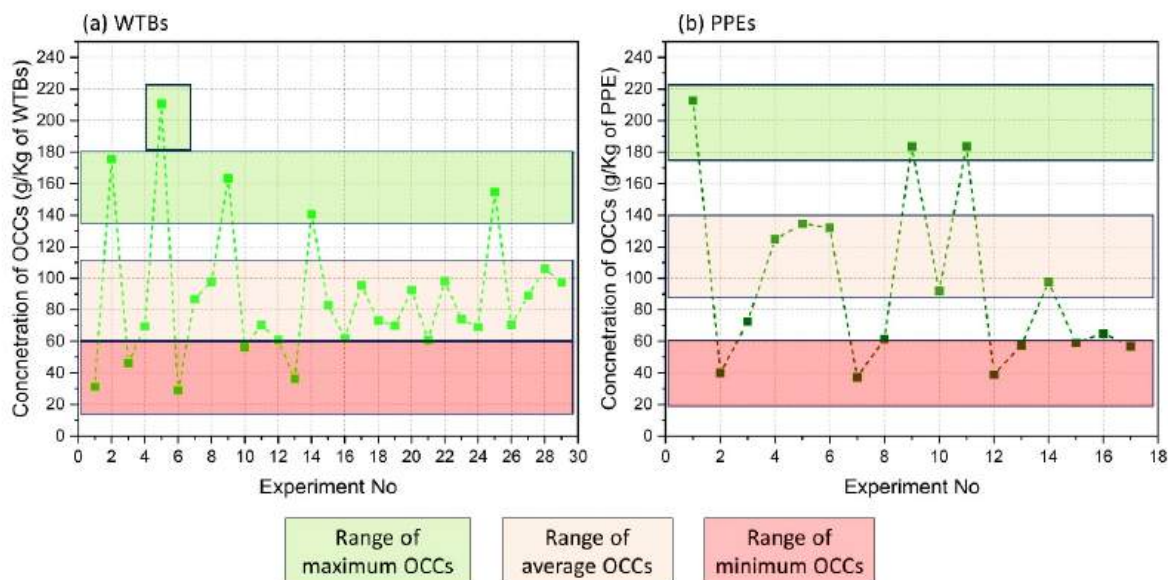 (a) WTBs
Concnetration of OCCs (g/Kg of WTBs)
240
220
200
180
160
140
120
100
80
60
40
20
0
0 2 4 6 8 10 12 14 16 18 20 22 24 26 28 30
Experiment No
(b) PPEs
Concnetration of OCCs (g/Kg of PPE)
240
220
200
180
160
140
120
100
80
60
40
20
0
0 2 4 6 8 10 12 14 16 18
Experiment No
Range of
maximum OCCs
Range of
average OCCs
Range of
minimum OCCs